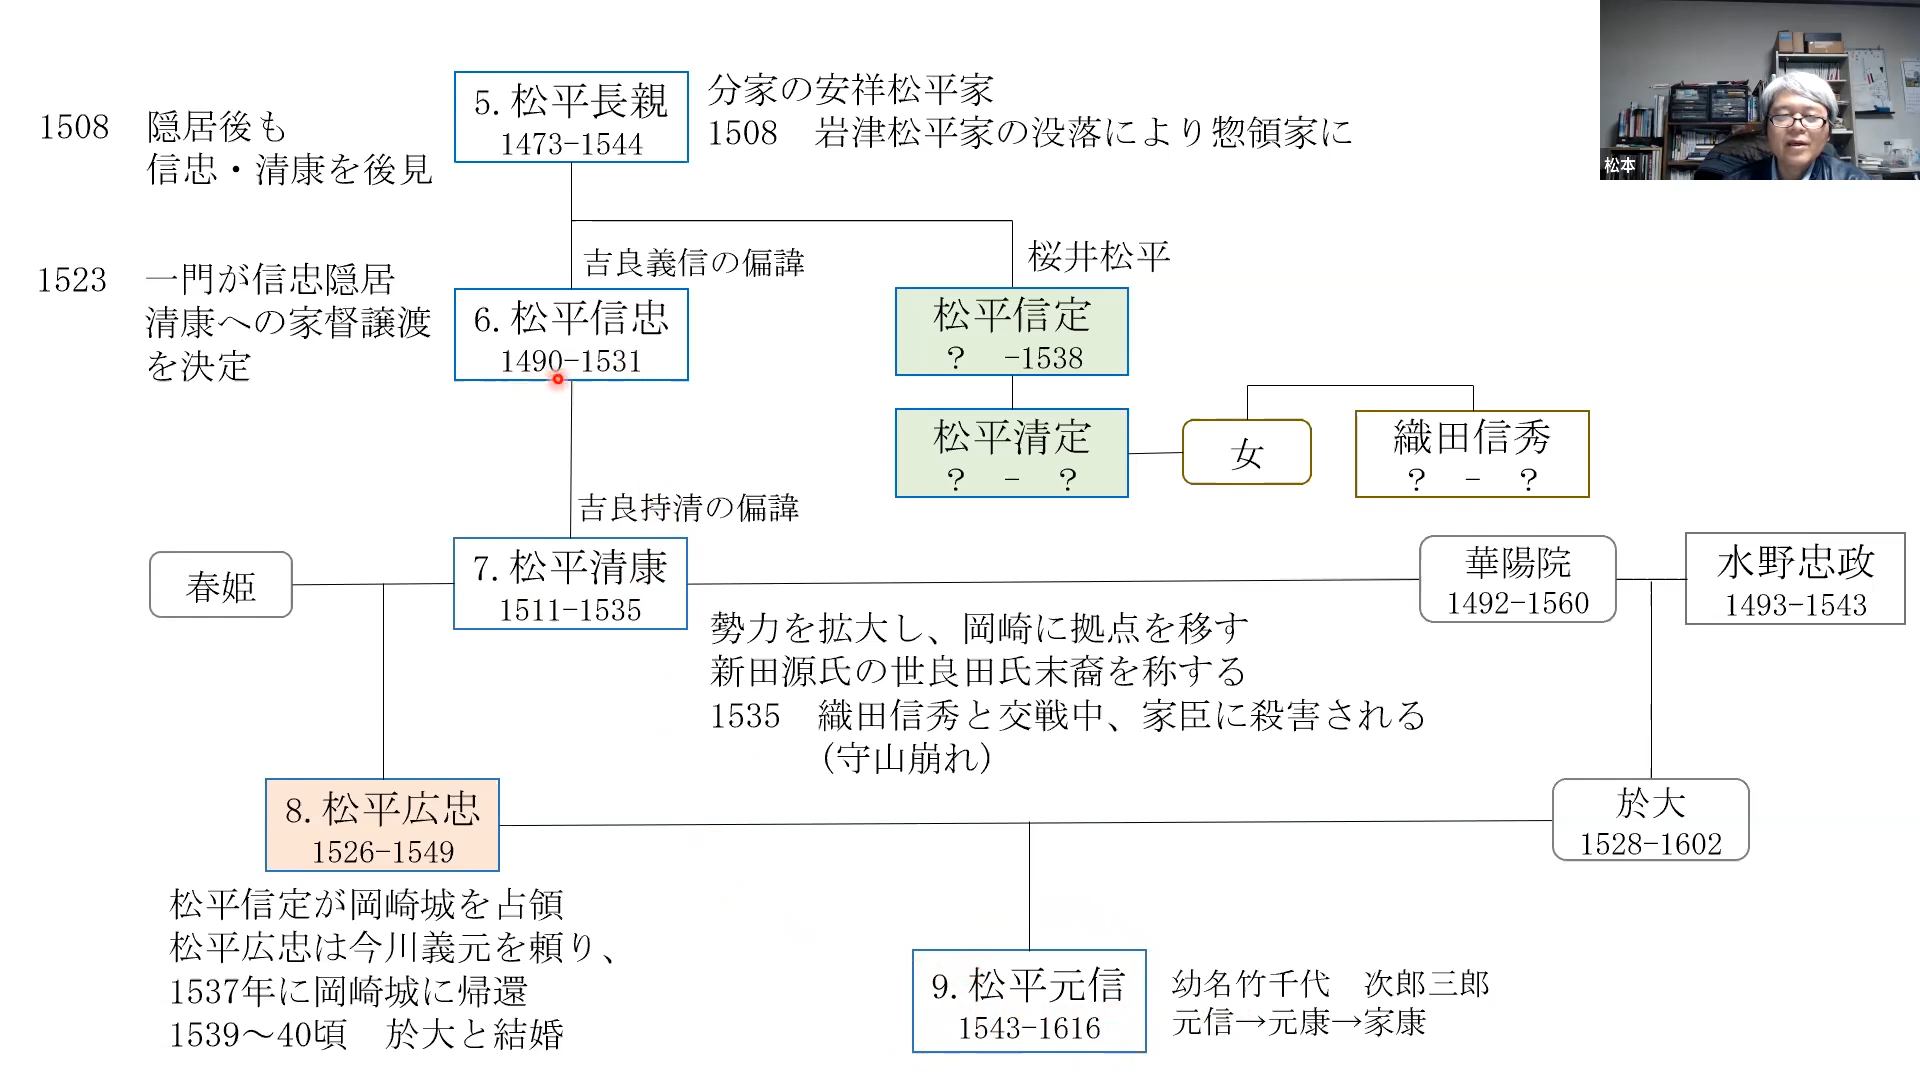 5.松平長親
1473-1544
分家の安祥松平家
1508　岩津松平家の没落により惣領家に
1508　隠居後も
信忠・清康を後見
松本
吉良義信の偏諱
桜井松平
1523　一門が信忠隠居
清康への家督譲渡
を決定
6.松平信忠
1490-1531
松平信定
？　-1538
松平清定
？　-　？
女
織田信秀
？　-　？
吉良持清の偏諱
春姫
7.松平清康
1511-1535
華陽院
1492-1560
水野忠政
1493-1543
勢力を拡大し、岡崎に拠点を移す
新田源氏の世良田氏末裔を称する
1535　織田信秀と交戦中、家臣に殺害される
（守山崩れ）
8.松平広忠
1526-1549
於大
1528-1602
松平信定が岡崎城を占領
松平広忠は今川義元を頼り、
1537年に岡崎城に帰還
1539～40頃　於大と結婚
9.松平元信
1543-1616
幼名竹千代　次郎三郎
元信→元康→家康